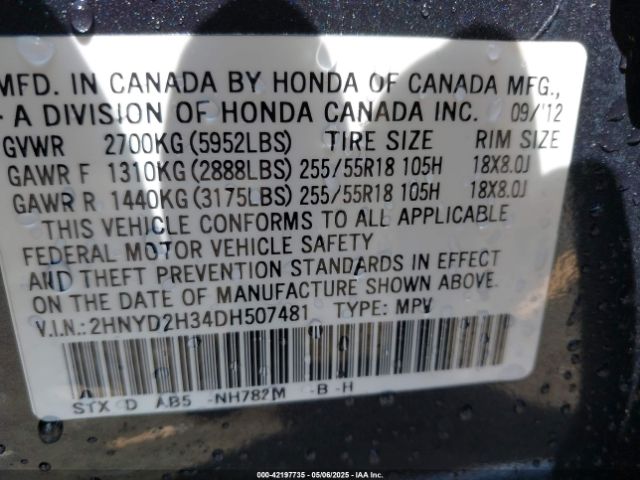 MFD. IN CANADA BY HONDA OF CANADA MFG.,
A DIVISION OF HONDA CANADA INC. 09/'12
GVWR 2700KG (5952LBS) TIRE SIZE RIM SIZE
GAWR F 1310KG (2888LBS) 255/55R18 105H 18X8.0J
GAWR R 1440KG (3175LBS) 255/55R18 105H 18X8.0J
THIS VEHICLE CONFORMS TO ALL APPLICABLE
FEDERAL MOTOR VEHICLE SAFETY
AND THEFT PREVENTION STANDARDS IN EFFECT
ON THE DATE OF MANUFACTURE SHOWN ABOVE.
V.I.N.: 2HNYD2H34DH507481 TYPE: MPV
STX D AB5 -NH782M -B -H
000-42197735 - 05/06/2025 - IAA Inc.